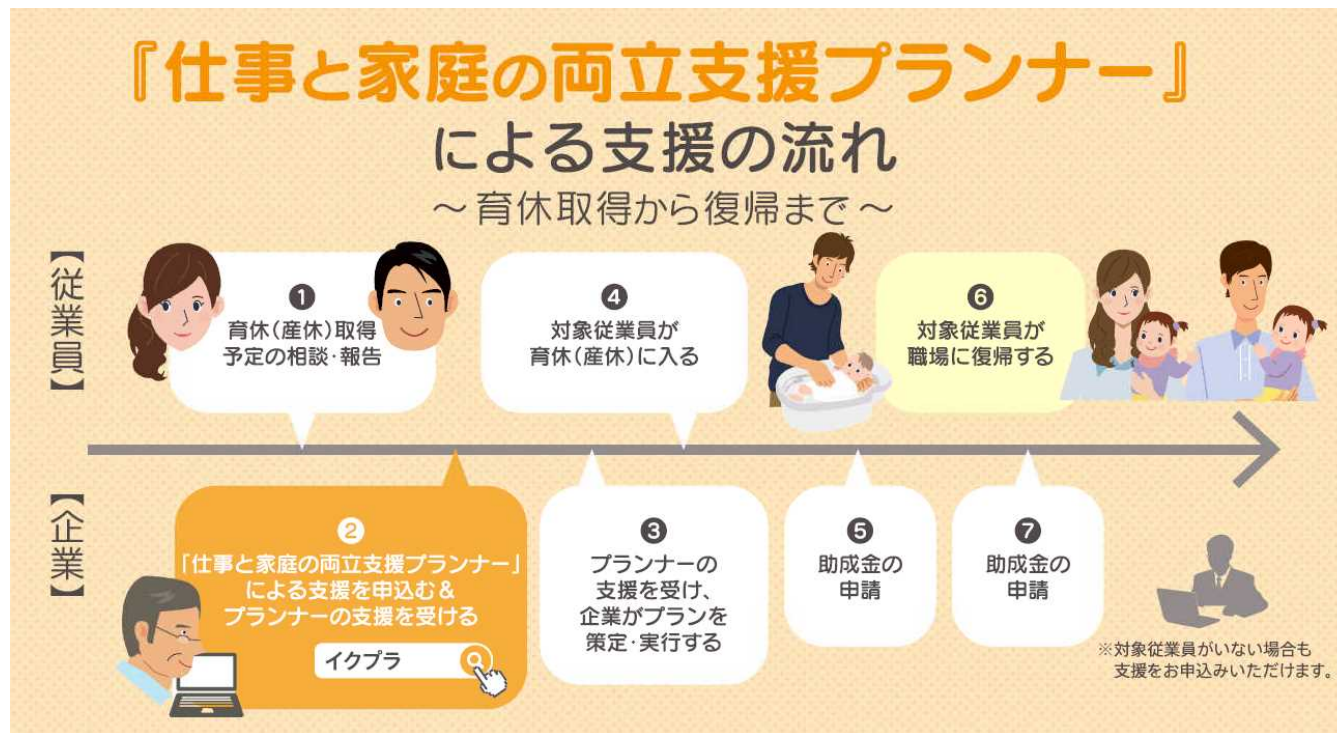 『仕事と家庭の両立支援プランナー』
による支援の流れ
～育休取得から復帰まで～
【従業員】
❶
育休(産休)取得
予定の相談・報告
❹
対象従業員が
育休(産休)に入る
❻
対象従業員が
職場に復帰する
【企業】
❷
「仕事と家庭の両立支援プランナー」
による支援を申込む&
プランナーの支援を受ける
イクプラ
❸
プランナーの
支援を受け、
企業がプランを
策定・実行する
❺
助成金の
申請
❼
助成金の
申請
※対象従業員がいない場合も
支援をお申込みいただけます。